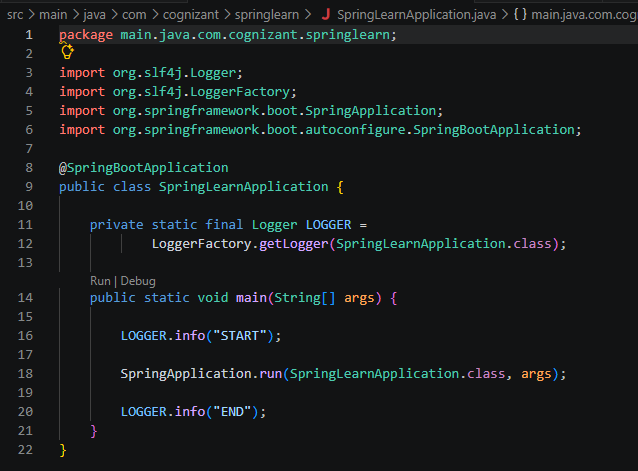 src > main > java > com > cognizant > springlearn > J SpringLearnApplication.java > {} main.java.com.cog
1 package main.java.com.cognizant.springlearn;
2
3 import org.slf4j.Logger;
4 import org.slf4j.LoggerFactory;
5 import org.springframework.boot.SpringApplication;
6 import org.springframework.boot.autoconfigure.SpringBootApplication;
7
8 @SpringBootApplication
9 public class SpringLearnApplication {
10
11 private static final Logger LOGGER =
12 LoggerFactory.getLogger(SpringLearnApplication.class);
13
Run | Debug
14 public static void main(String[] args) {
15
16 LOGGER.info("START");
17
18 SpringApplication.run(SpringLearnApplication.class, args);
19
20 LOGGER.info("END");
21 }
22 }